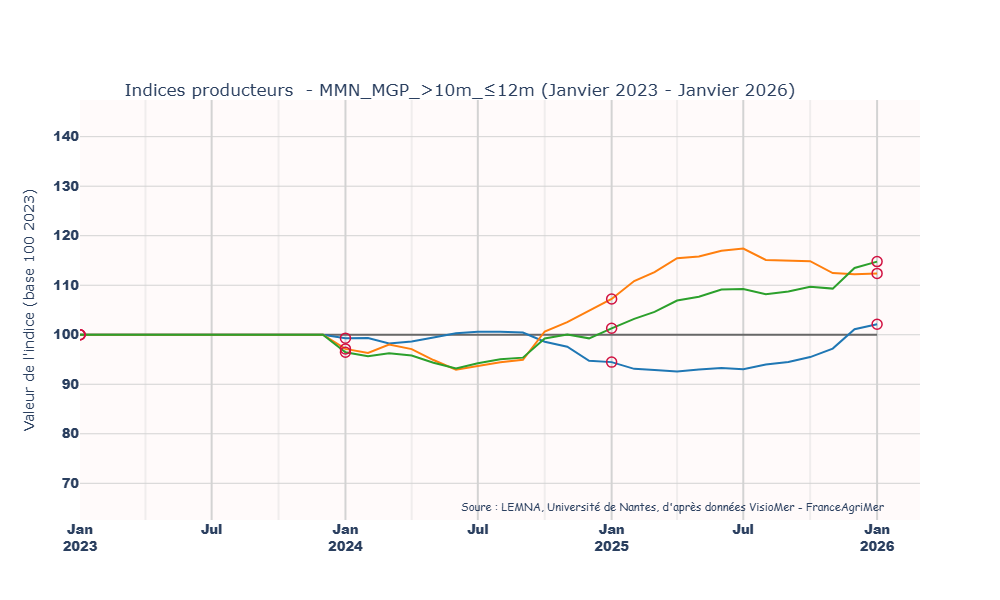 Indices producteurs  - MMN_MGP_>10m_≤12m (Janvier 2023 - Janvier 2026)
Valeur de l'indice (base 100 2023)
140
130
120
110
100
90
80
70
Soure : LEMNA, Université de Nantes, d'après données VisioMer - FranceAgriMer
Jan Jul Jan Jul Jan Jul Jan
2023 2024 2025 2026